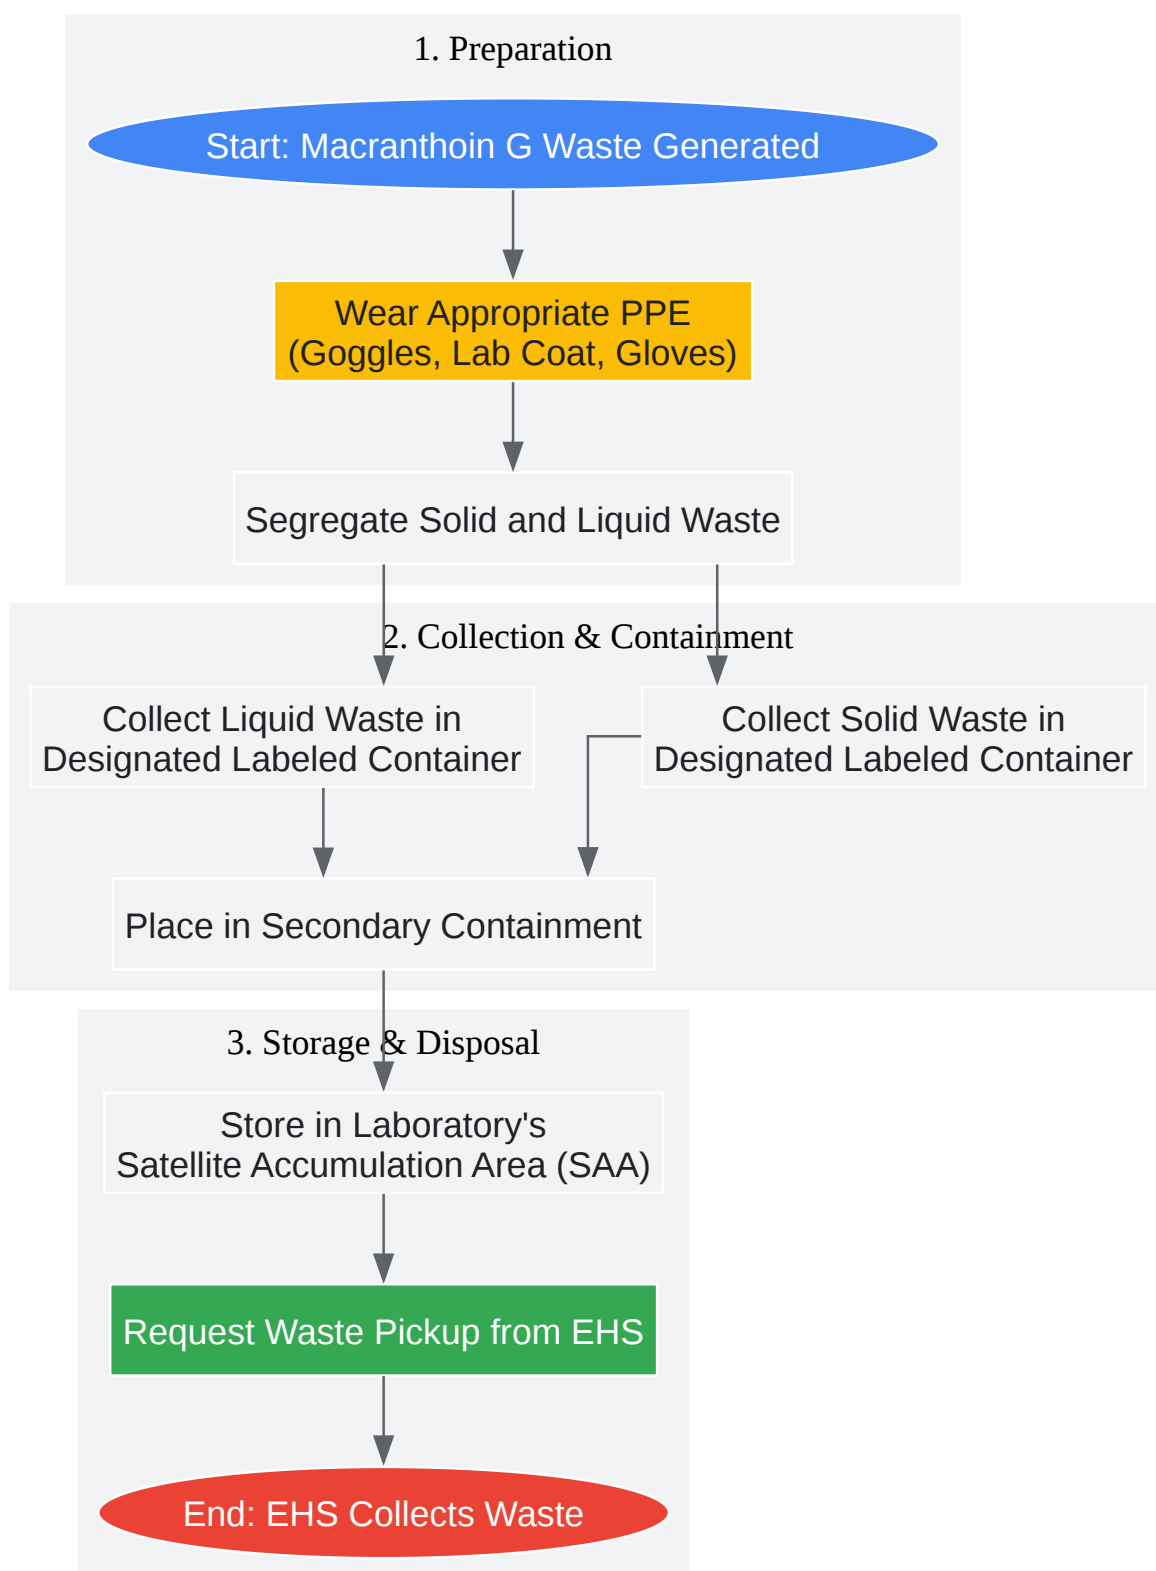 1. Preparation
Start: Macranthoin G Waste Generated
Wear Appropriate PPE
(Goggles, Lab Coat, Gloves)
Segregate Solid and Liquid Waste
2. Collection & Containment
Collect Liquid Waste in
Designated Labeled Container
Collect Solid Waste in
Designated Labeled Container
Place in Secondary Containment
3. Storage & Disposal
Store in Laboratory's
Satellite Accumulation Area (SAA)
Request Waste Pickup from EHS
End: EHS Collects Waste